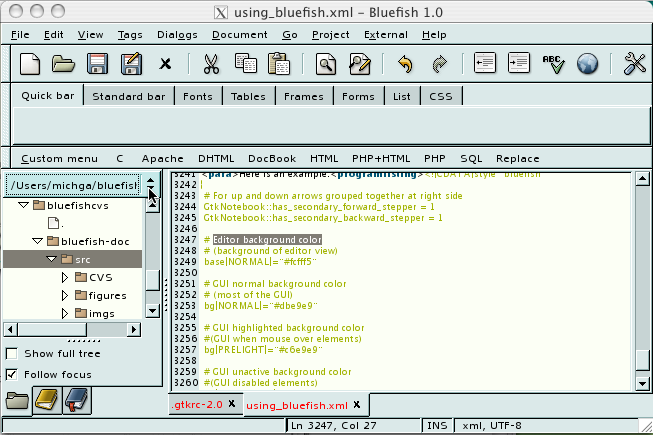 using_bluefish.xml - Bluefish 1.0
File Edit View Tags Dialogs Document Go Project External Help
ABC
Quick bar Standard bar Fonts Tables Frames Forms List CSS
Custom menu C Apache DHTML DocBook HTML PHP+HTML PHP SQL Replace
/Users/michga/bluefish
bluefishcvs
.
bluefish-doc
src
CVS
figures
imgs
Show full tree
Follow focus
3241 <para>Here is an example:<programlisting><![CDATA[style "bluefish"
3242 {
3243 # For up and down arrows grouped together at right side
3244 GtkNotebook::has_secondary_forward_stepper = 1
3245 GtkNotebook::has_secondary_backward_stepper = 1
3246
3247 # Editor background color
3248 # (background of editor view)
3249 base[NORMAL]="#fcfff5"
3250
3251 # GUI normal background color
3252 # (most of the GUI)
3253 bg[NORMAL]="#dbe9e9"
3255
3256 # GUI highlighted background color
3256 #(GUI when mouse over elements)
3257 bg[PRELIGHT]="#c6e9e9"
3258
3259 # GUI unactive background color
3260 #(GUI disabled elements)
.gtkrc-2.0 x using_bluefish.xml x
Ln 3247, Col 27 INS xml, UTF-8